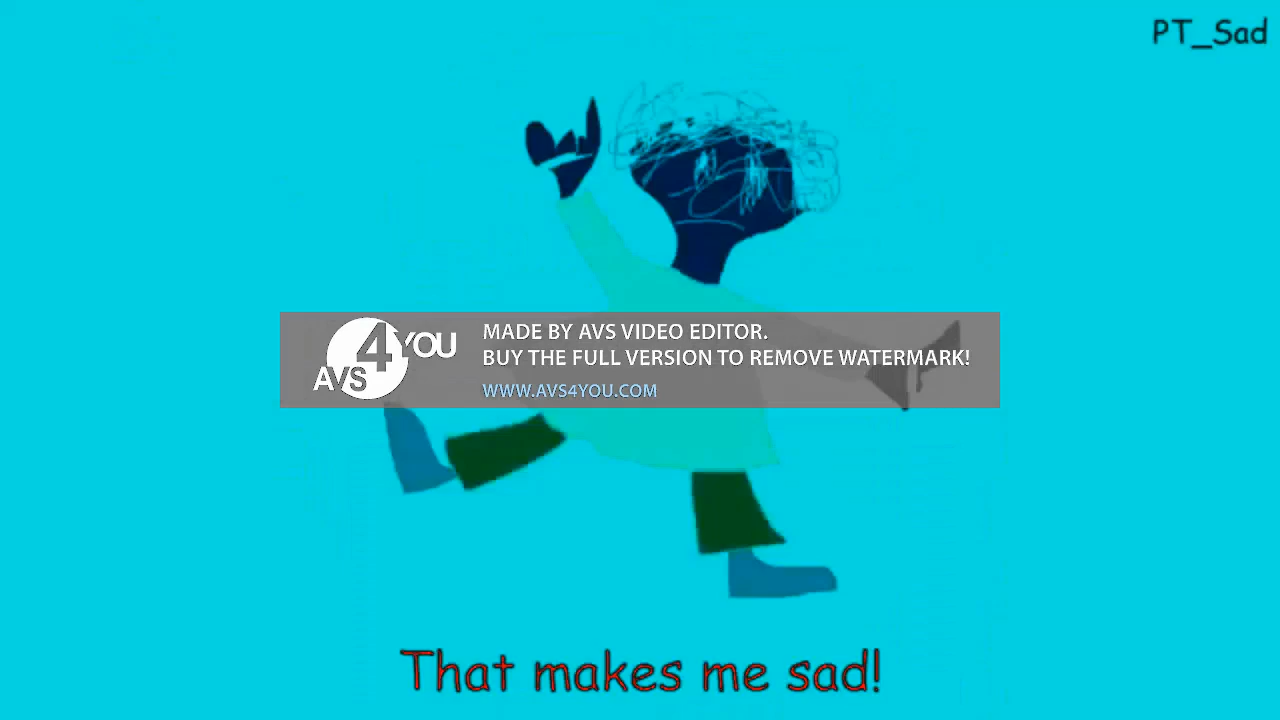 PT_Sad
AVS4YOU
MADE BY AVS VIDEO EDITOR.
BUY THE FULL VERSION TO REMOVE WATERMARK!
WWW.AVS4YOU.COM
That makes me sad!